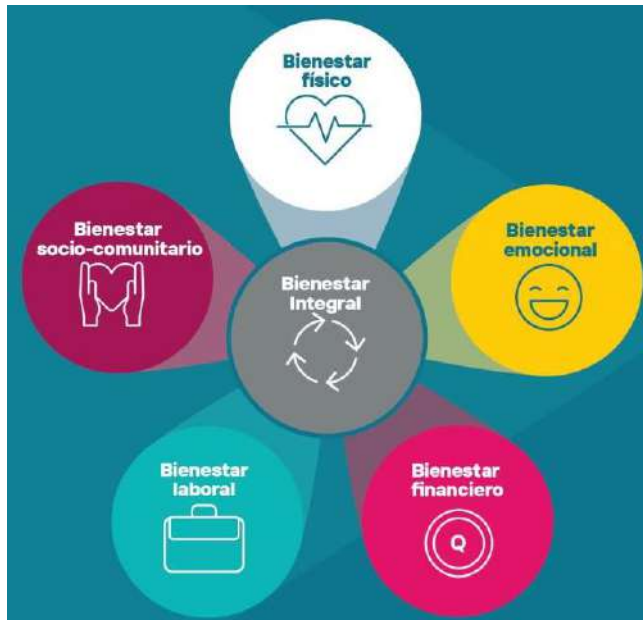 Bienestar
físico
Bienestar
socio-comunitario
Bienestar
emocional
Bienestar
Integral
Bienestar
laboral
Bienestar
financiero
Q